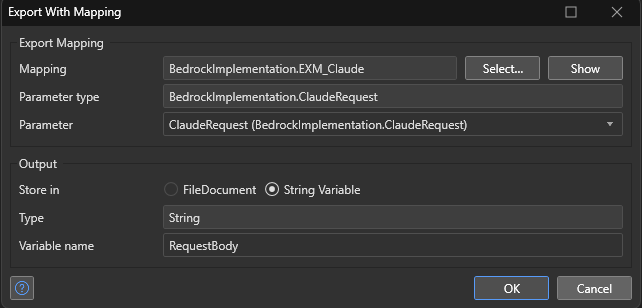 Export With Mapping
Export Mapping
Mapping BedrockImplementation.EXM_Claude Select... Show
Parameter type BedrockImplementation.ClaudeRequest
Parameter ClaudeRequest (BedrockImplementation.ClaudeRequest)
Output
Store in FileDocument String Variable
Type String
Variable name RequestBody
? OK Cancel